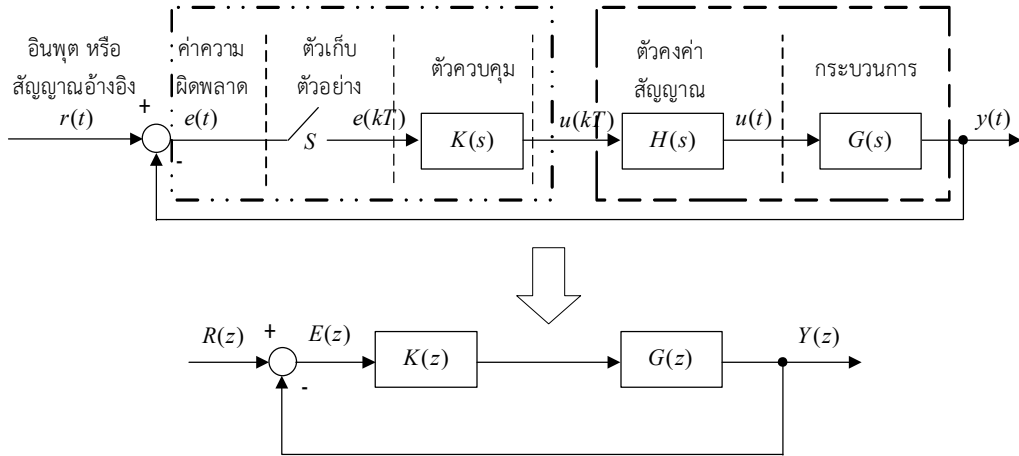 อินพุต หรือ
สัญญาณอ้างอิง
ค่าความ
ผิดพลาด
ตัวเก็บ
ตัวอย่าง
ตัวควบคุม
ตัวคงค่า
สัญญาณ
กระบวนการ
r(t)
+
-
e(t)
S
e(kT)
K(s)
u(kT)
H(s)
u(t)
G(s)
y(t)
R(z)
+
-
E(z)
K(z)
G(z)
Y(z)